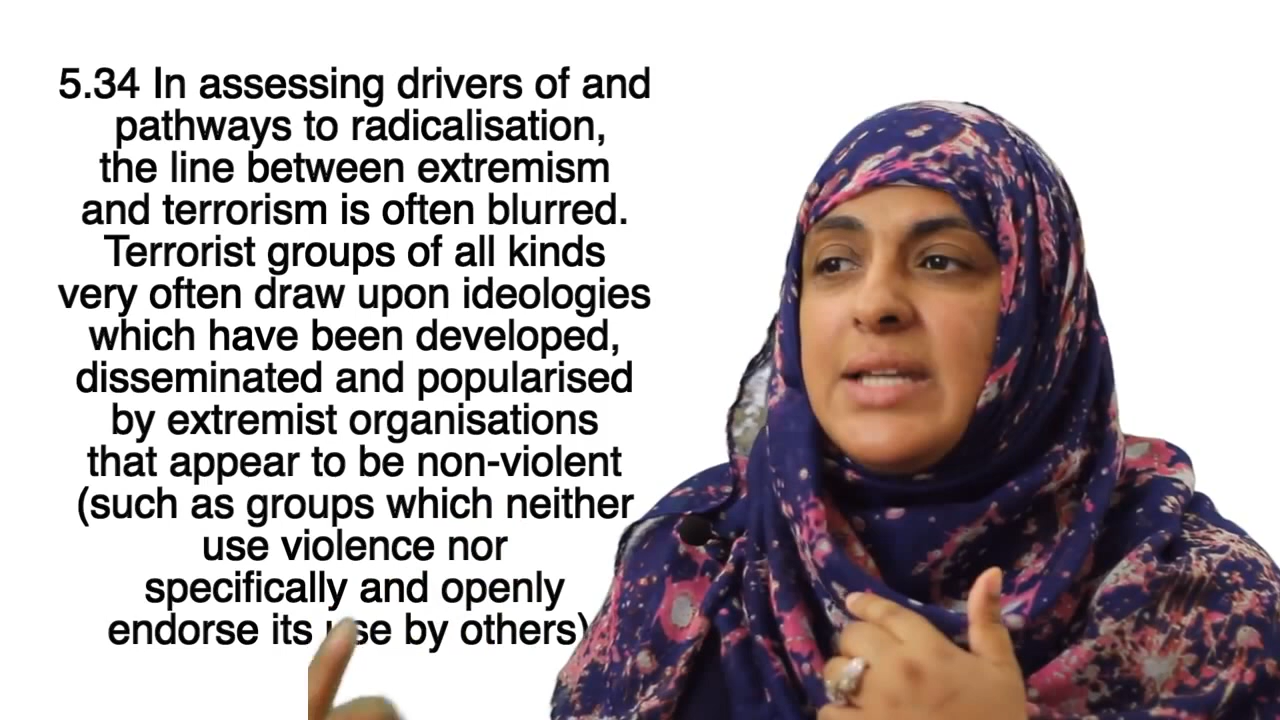 5.34 In assessing drivers of and
pathways to radicalisation,
the line between extremism
and terrorism is often blurred.
Terrorist groups of all kinds
very often draw upon ideologies
which have been developed,
disseminated and popularised
by extremist organisations
that appear to be non-violent
(such as groups which neither
use violence nor
specifically and openly
endorse its use by others)